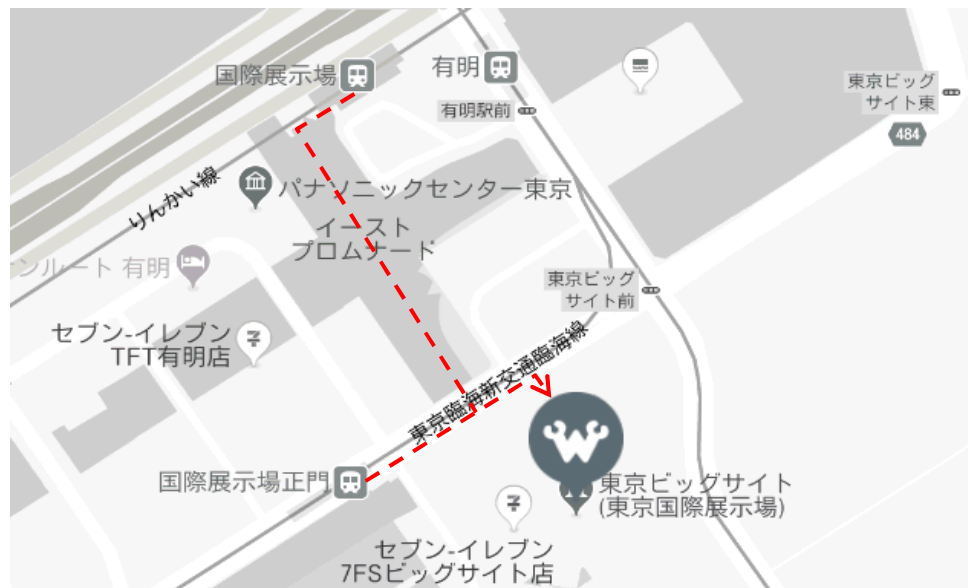 国際展示場
有明
有明駅前
東京ビッグ
サイト東
484
りんかい線
パナソニックセンター東京
イースト
プロムナード
ンルート 有明
東京ビッグ
サイト前
セブン-イレブン
TFT有明店
東京臨海新交通臨海線
W
国際展示場正門
東京ビッグサイト
(東京国際展示場)
セブン-イレブン
7FSビッグサイト店